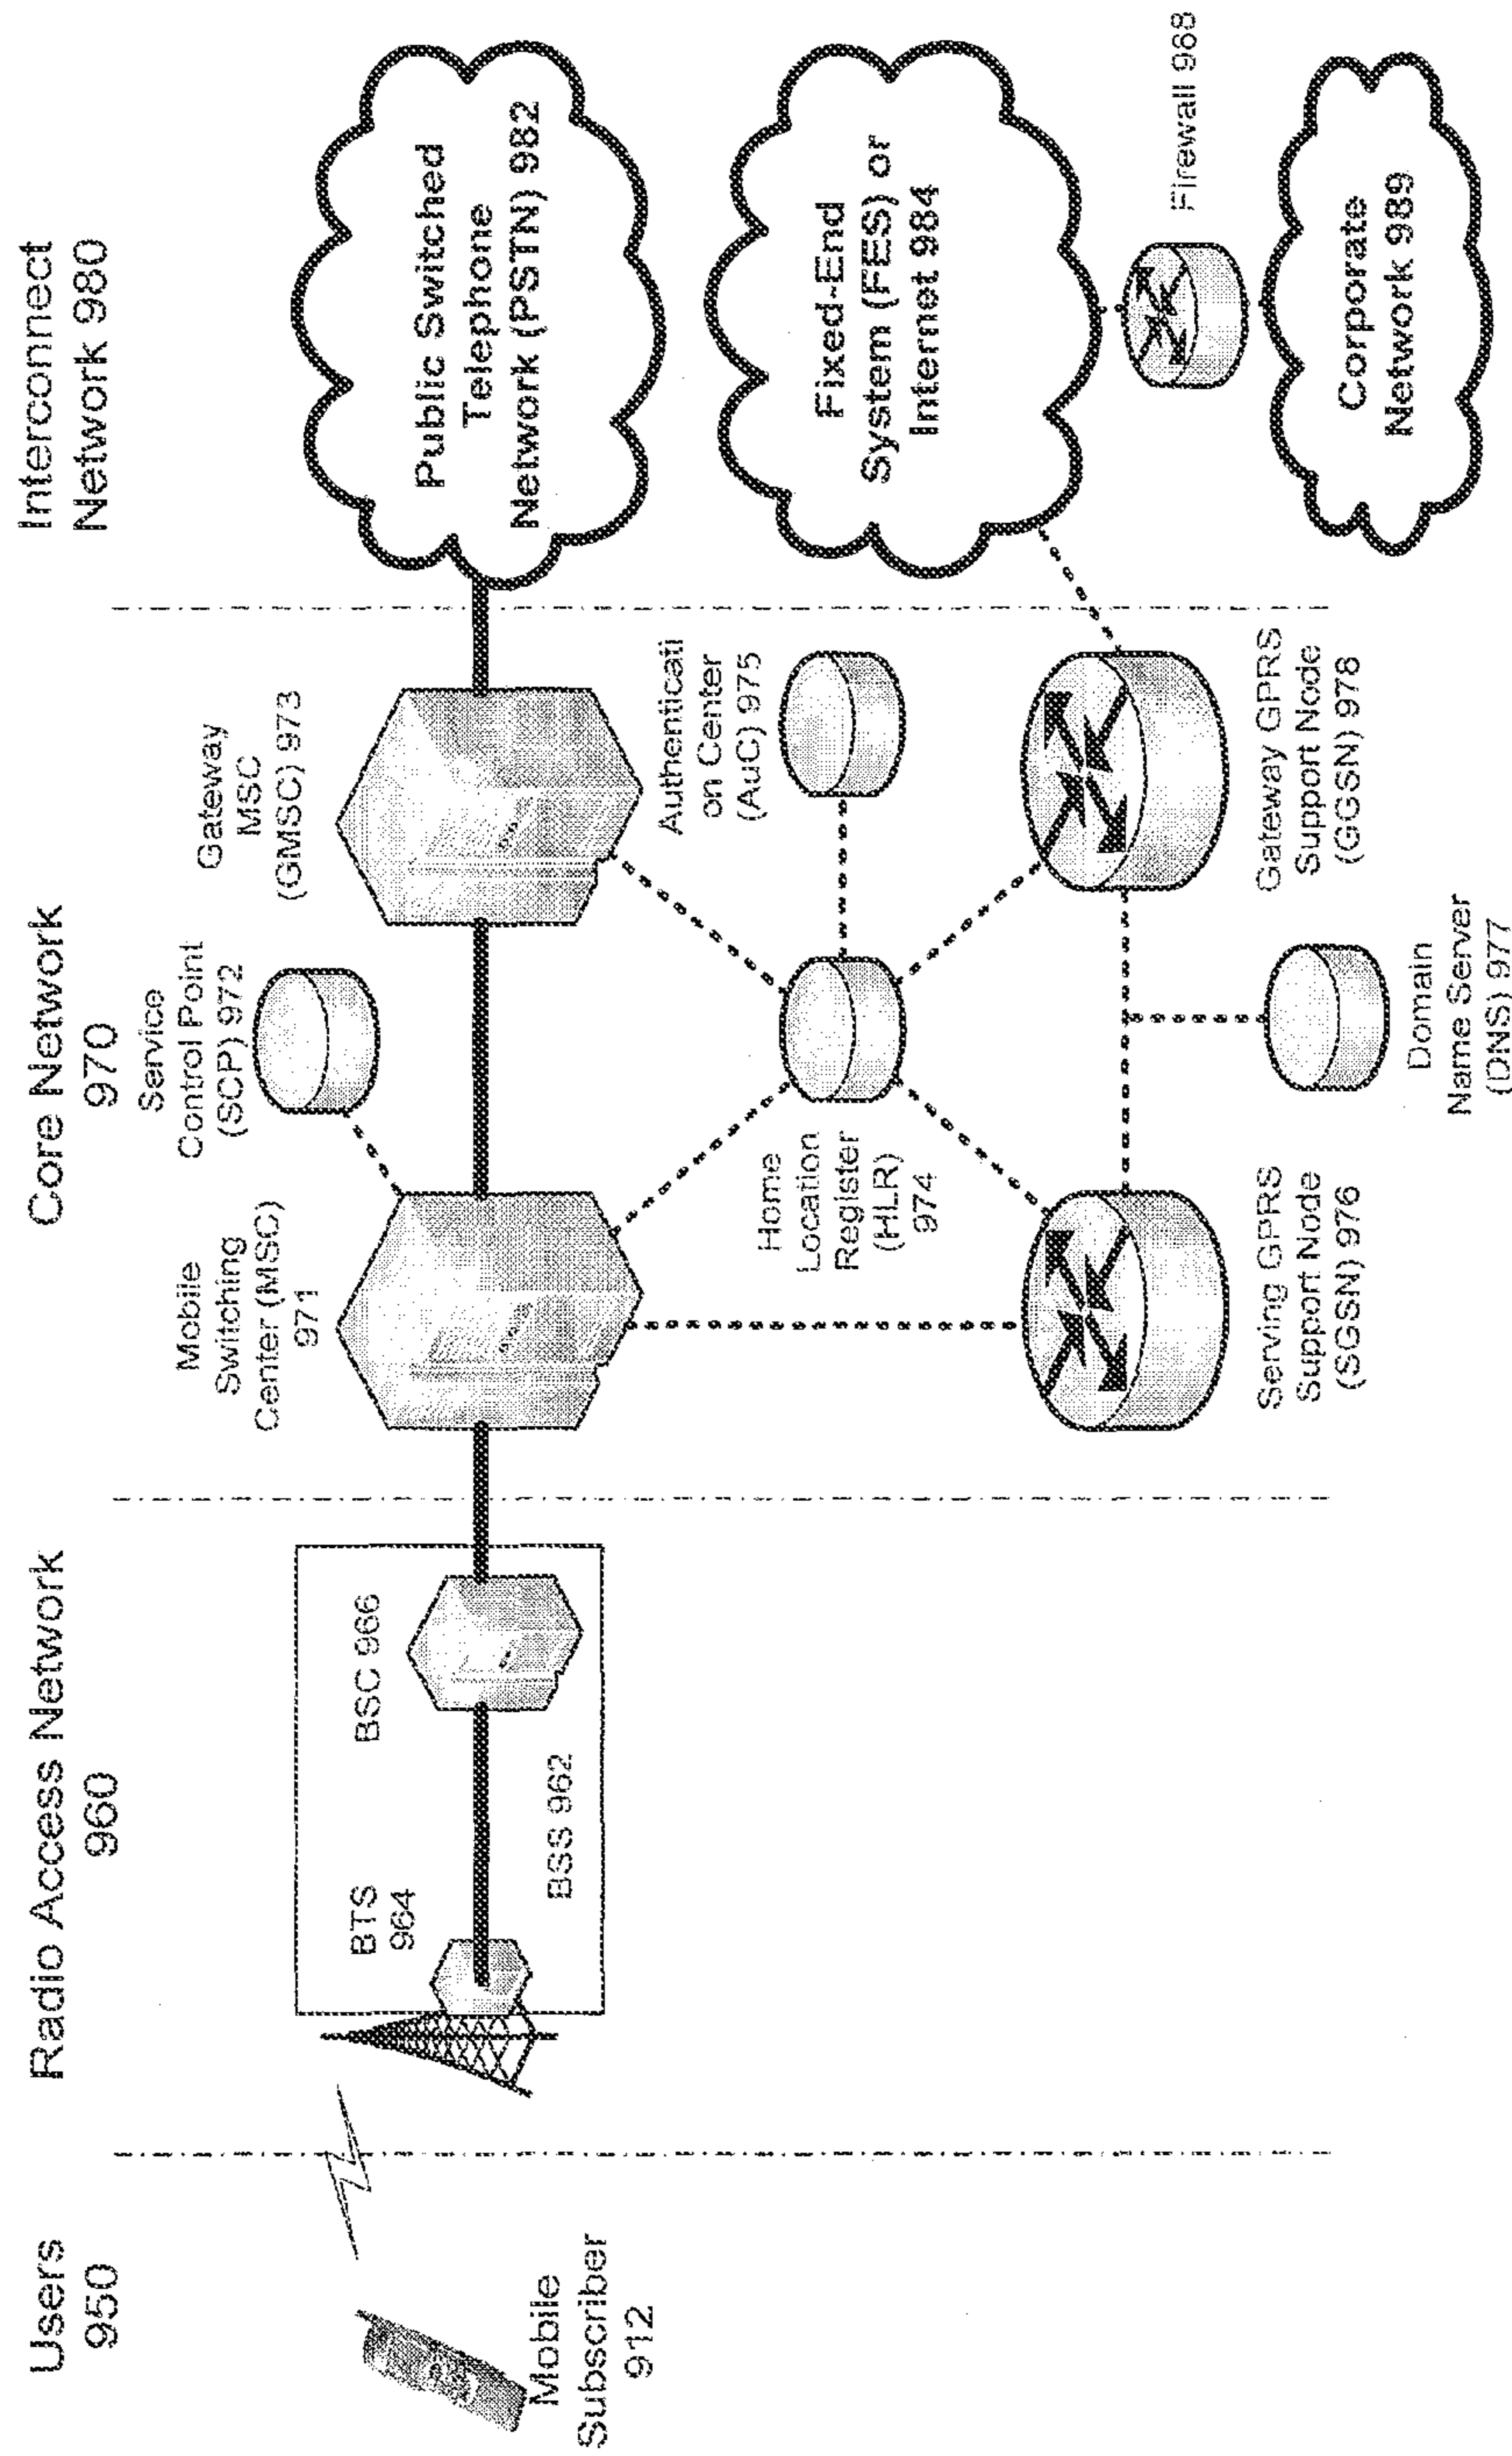 Users
950
Radio Access Network
960
Core Network
970
Interconnect
Network 980
Mobile
Subscriber
912
BTS
964
BSC 966
BSS 962
Mobile
Switching
Center (MSC)
971
Service
Control Point
(SCP) 972
Gateway
MSC
(GMSC) 973
Home
Location
Register
(HLR)
974
Authenticati
on Center
(AuC) 975
Serving GPRS
Support Node
(SGSN) 976
Domain
Name Server
(DNS) 977
Gateway GPRS
Support Node
(GGSN) 978
Public Switched
Telephone
Network (PSTN) 982
Fixed-End
System (FES) or
Internet 984
Firewall 988
Corporate
Network 989